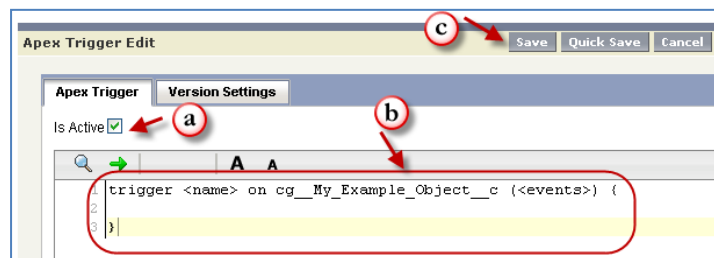 c
Apex Trigger Edit Save Quick Save Cancel
Apex Trigger Version Settings
Is Active a
b
A A
1 trigger <name> on cg__My_Example_Object__c (<events>) {
2
3 }